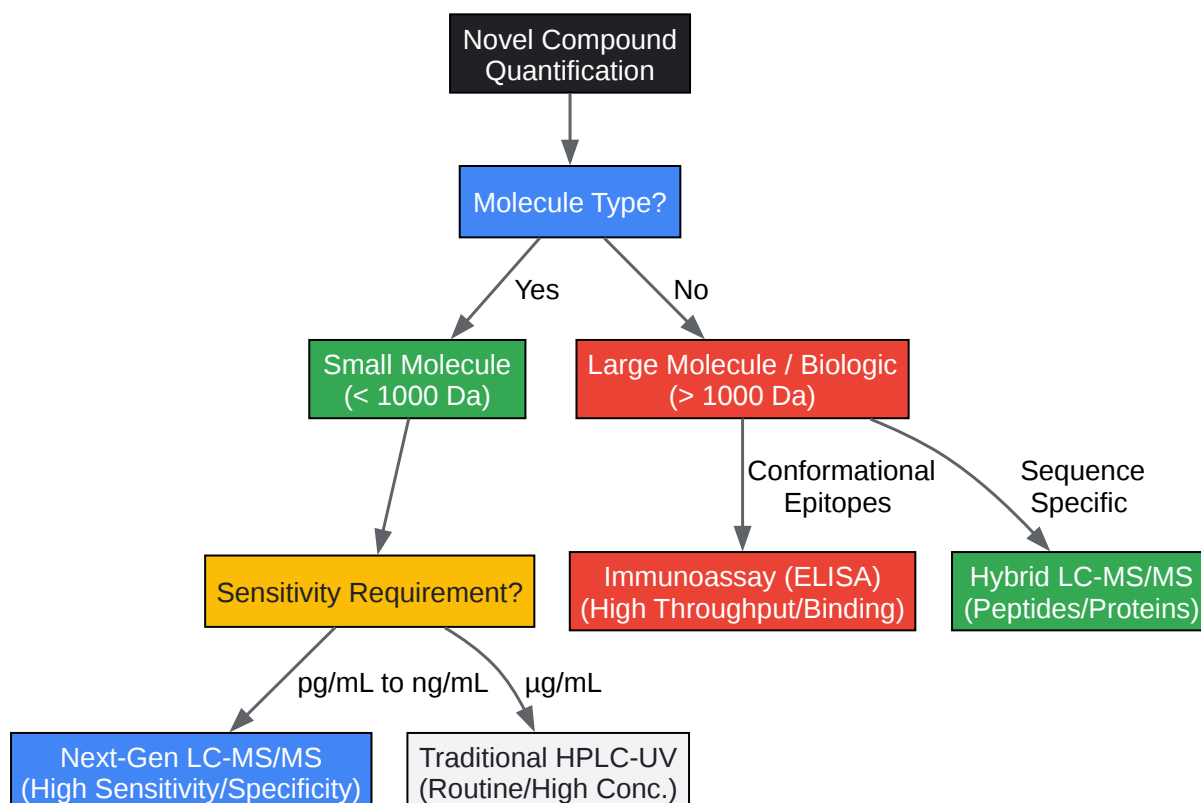 Novel Compound
Quantification
Molecule Type?
Yes
No
Small Molecule
(< 1000 Da)
Large Molecule / Biologic
(> 1000 Da)
Conformational
Epitopes
Sequence
Specific
Sensitivity Requirement?
Immunoassay (ELISA)
(High Throughput/Binding)
Hybrid LC-MS/MS
(Peptides/Proteins)
pg/mL to ng/mL
µg/mL
Next-Gen LC-MS/MS
(High Sensitivity/Specificity)
Traditional HPLC-UV
(Routine/High Conc.)